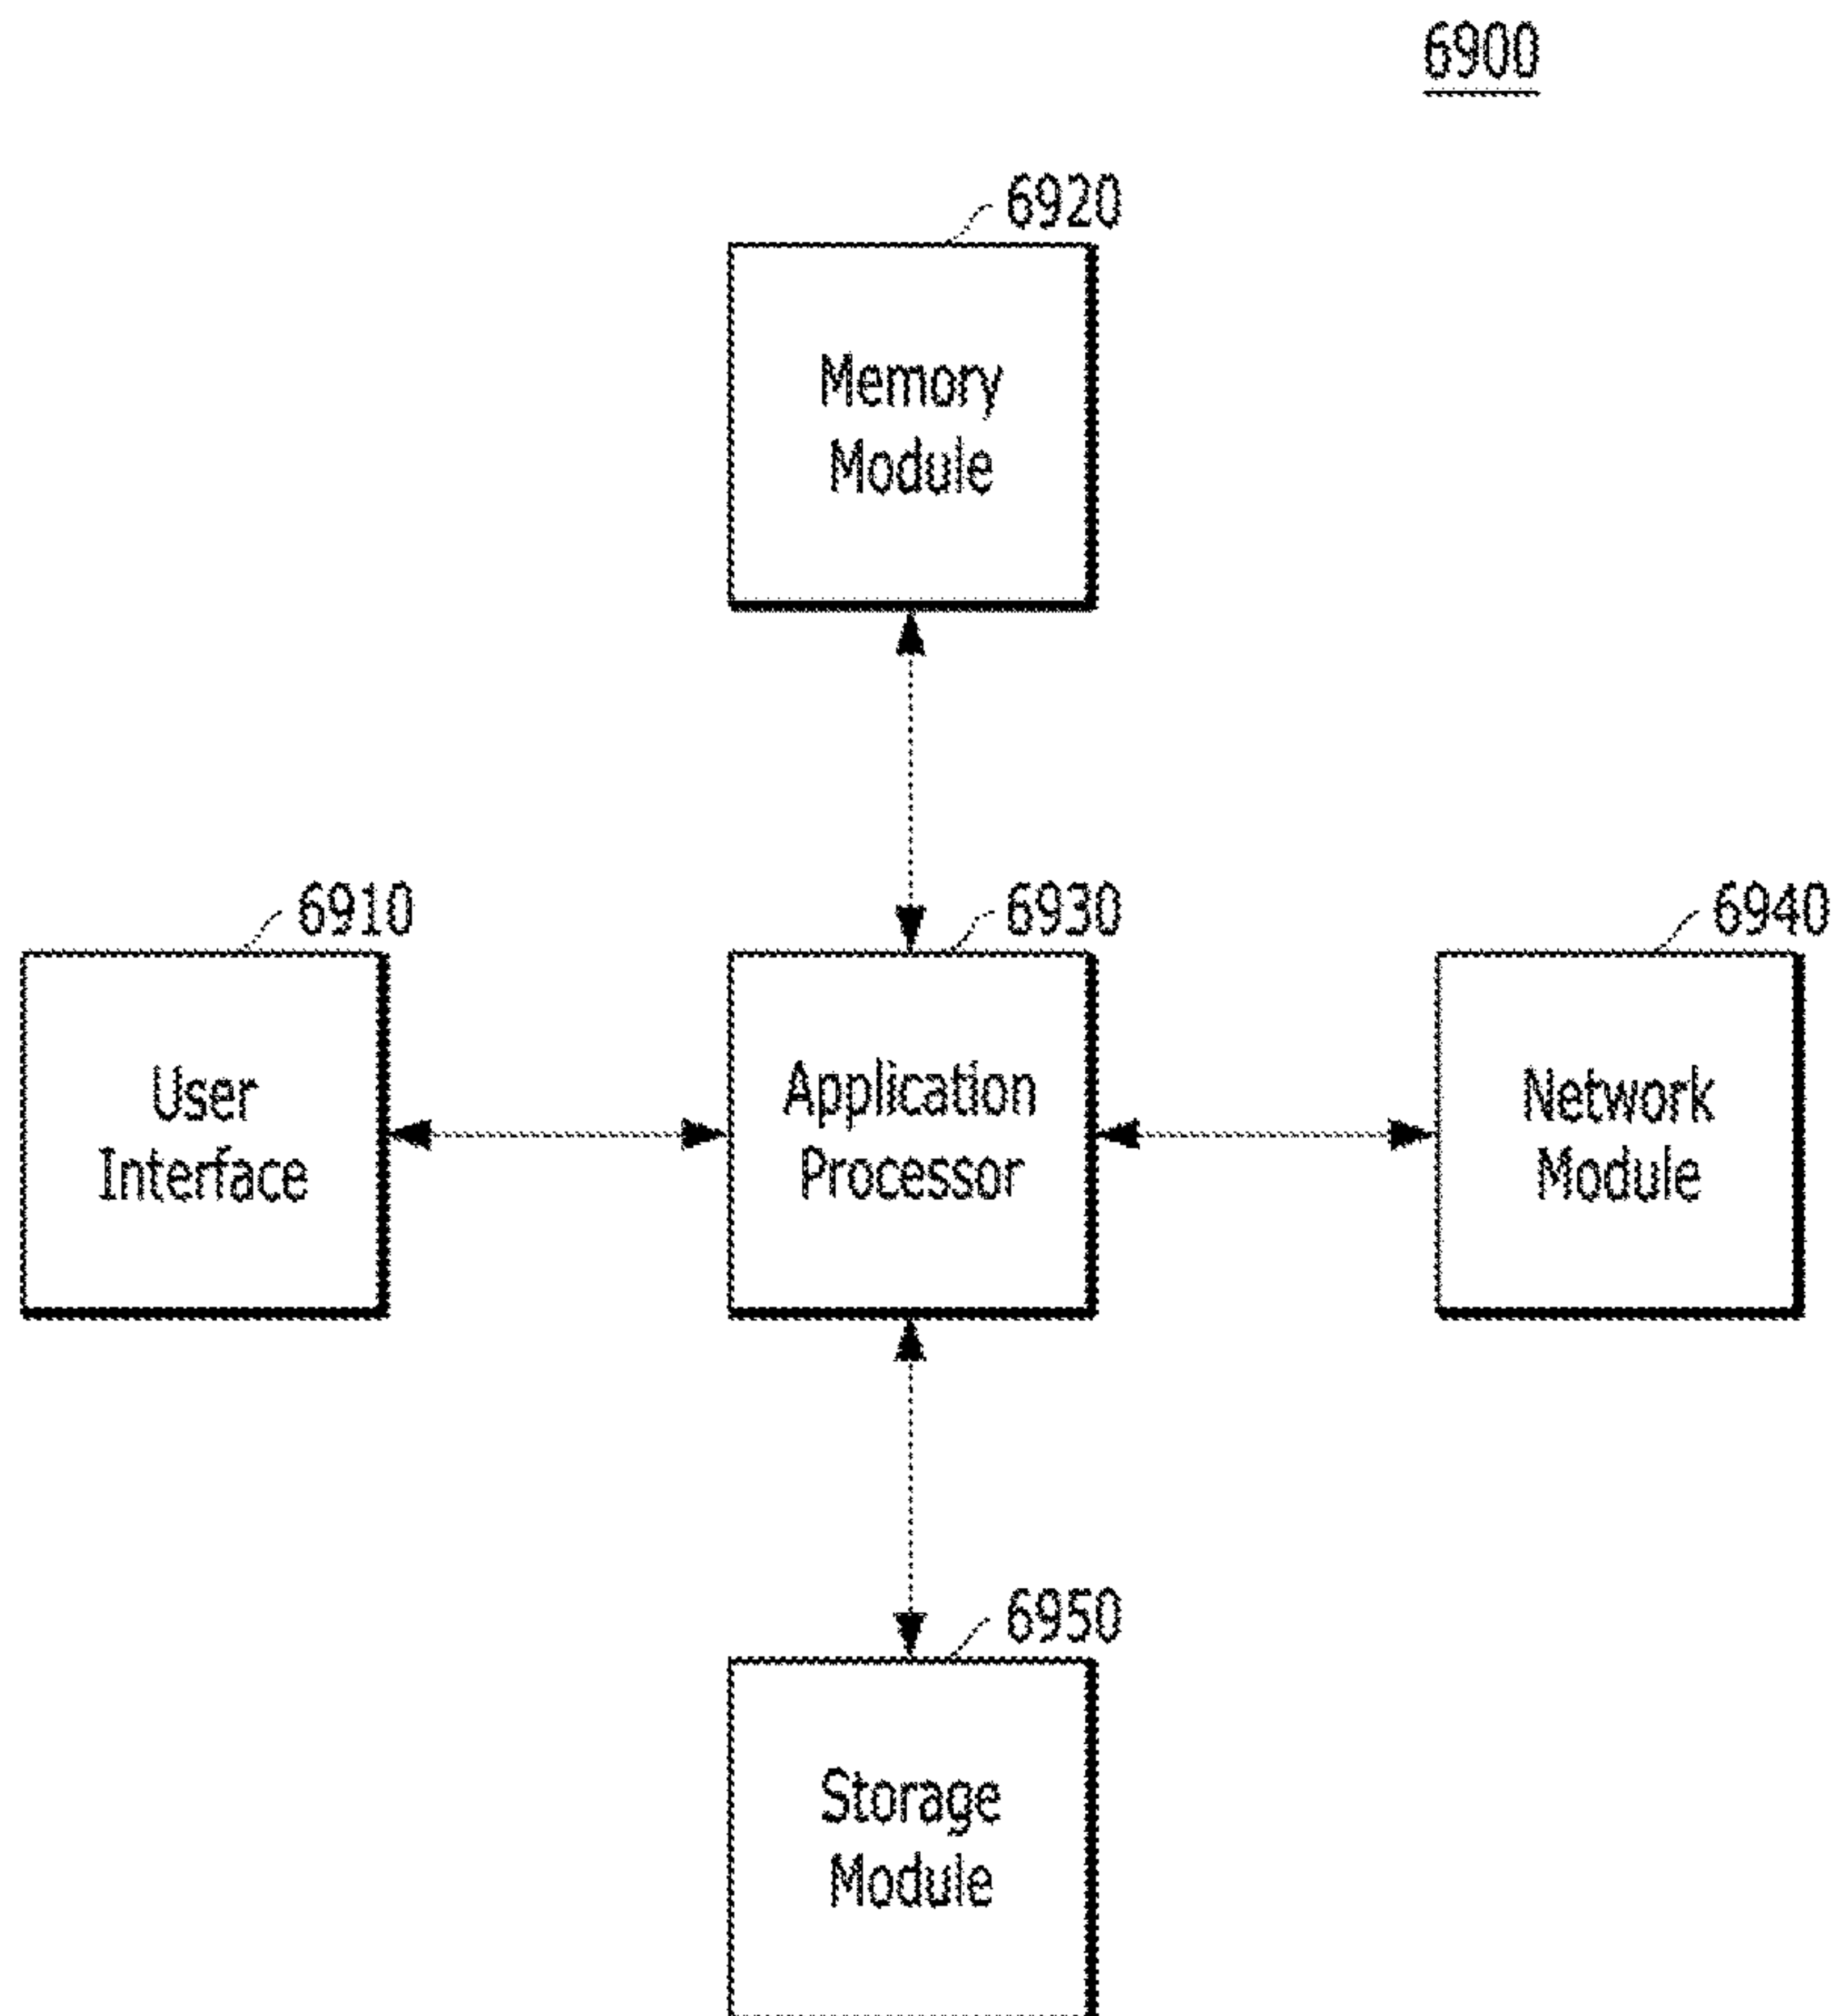 6900
6920
Memory
Module
6910
6930
6940
User
Interface
Application
Processor
Network
Module
6950
Storage
Module